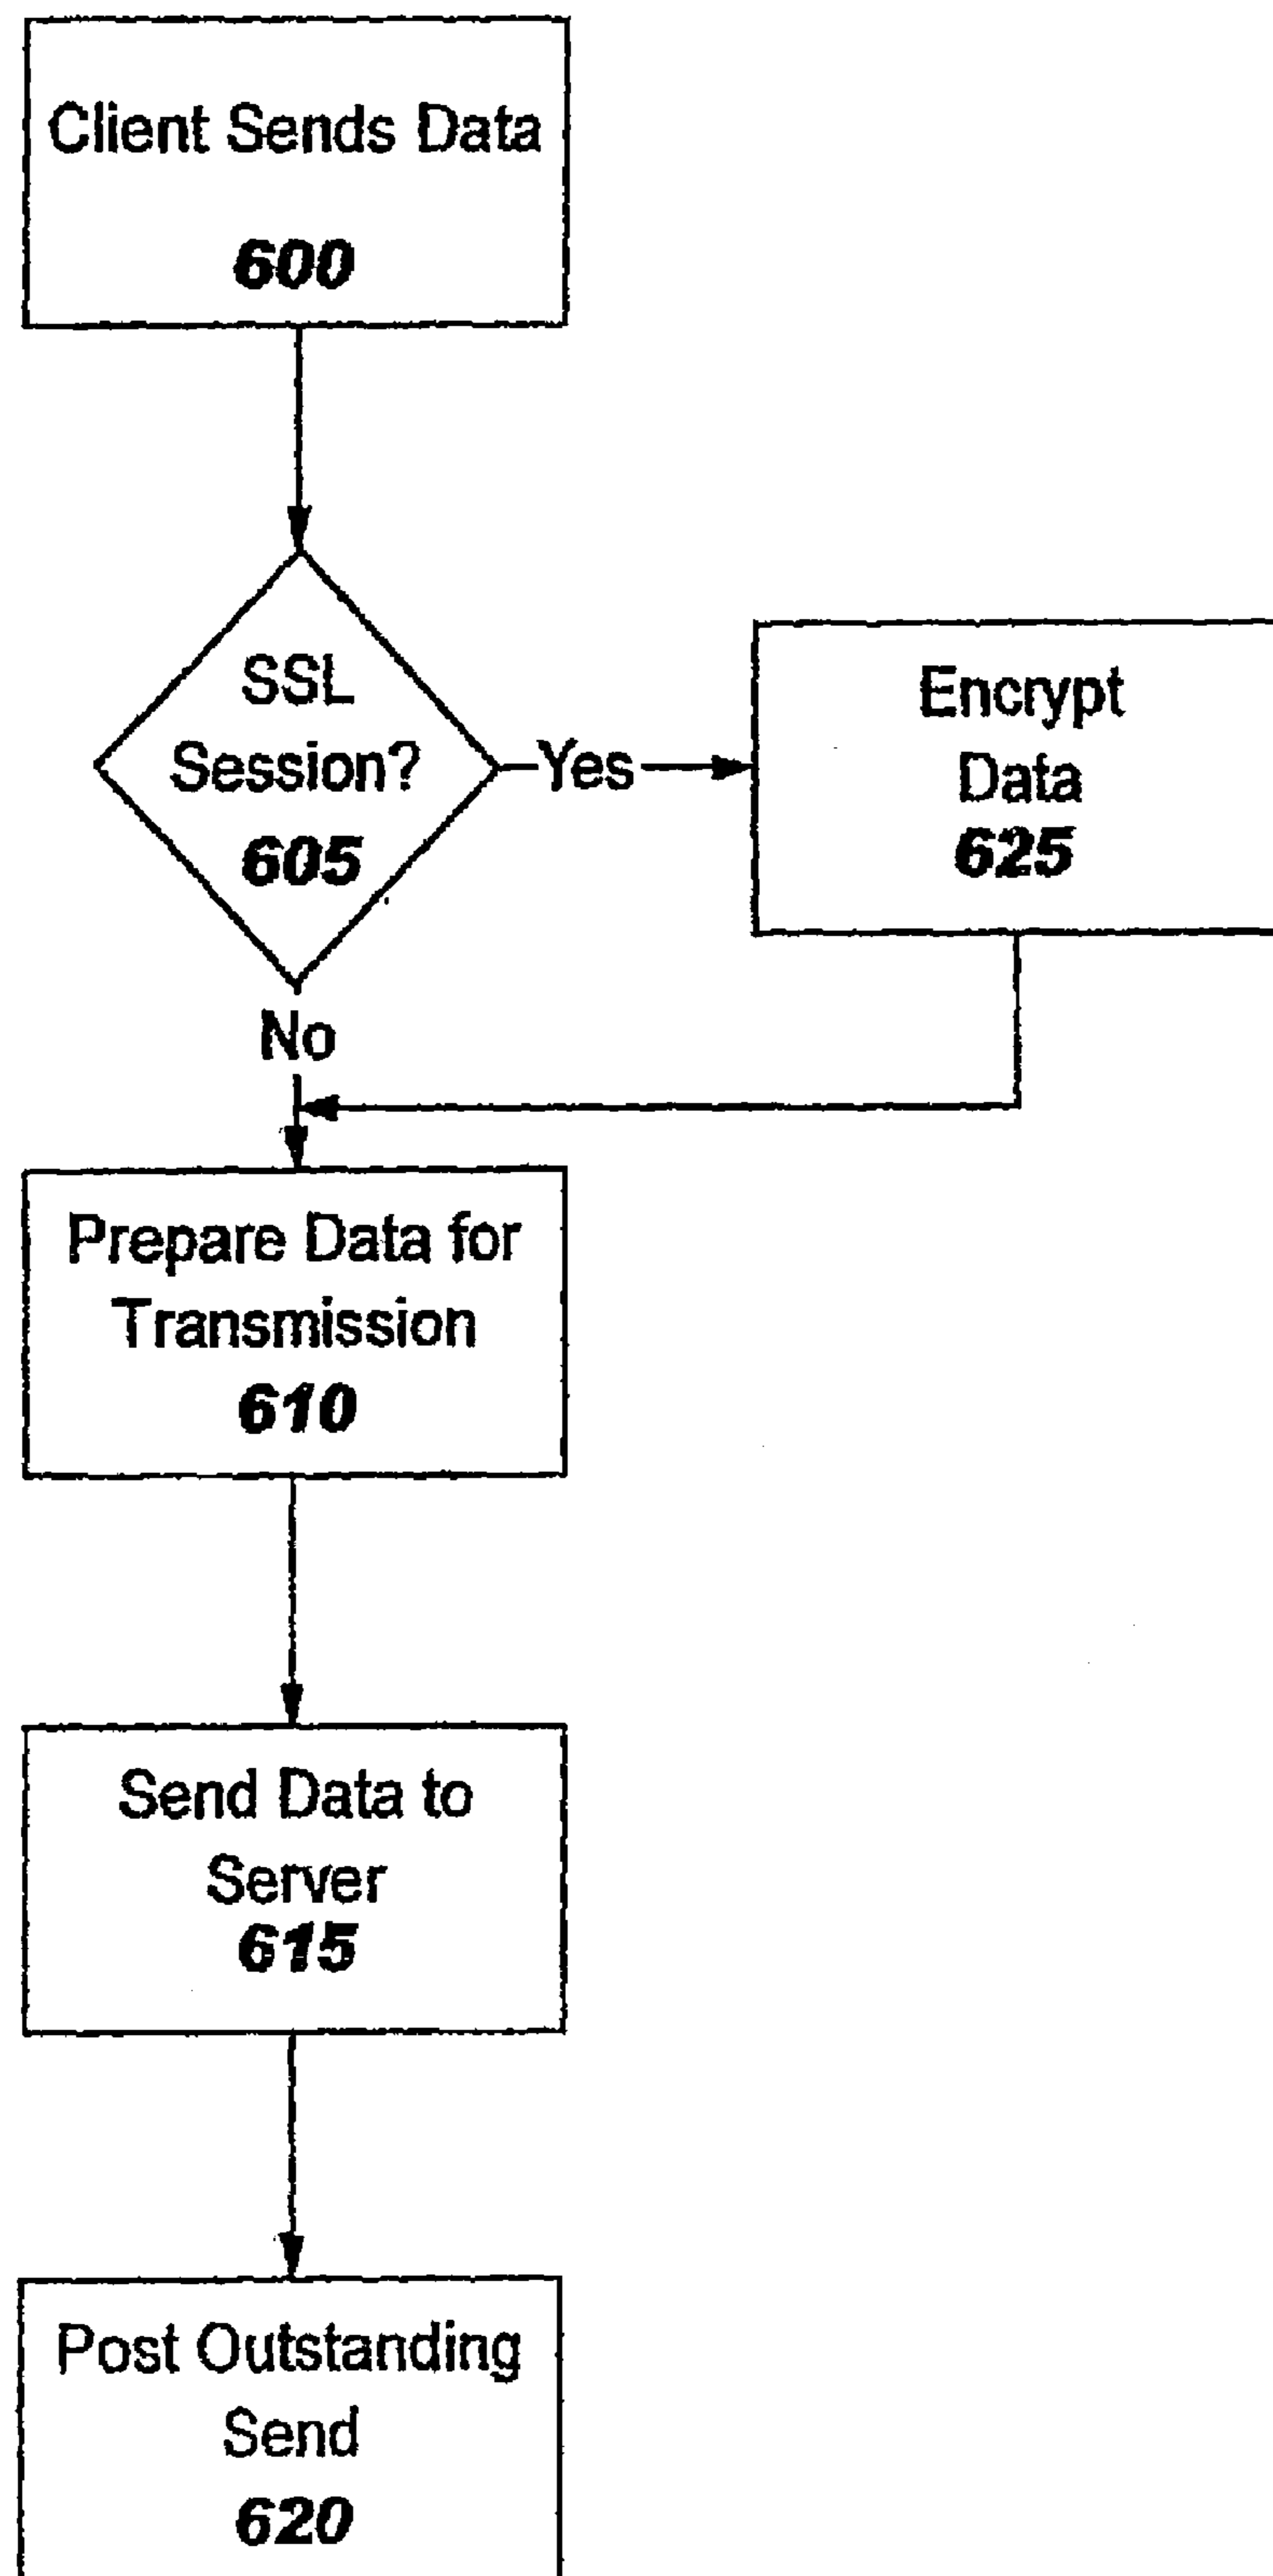 Client Sends Data
600
SSL
Session?
605
Yes
Encrypt
Data
625
No
Prepare Data for
Transmission
610
Send Data to
Server
615
Post Outstanding
Send
620